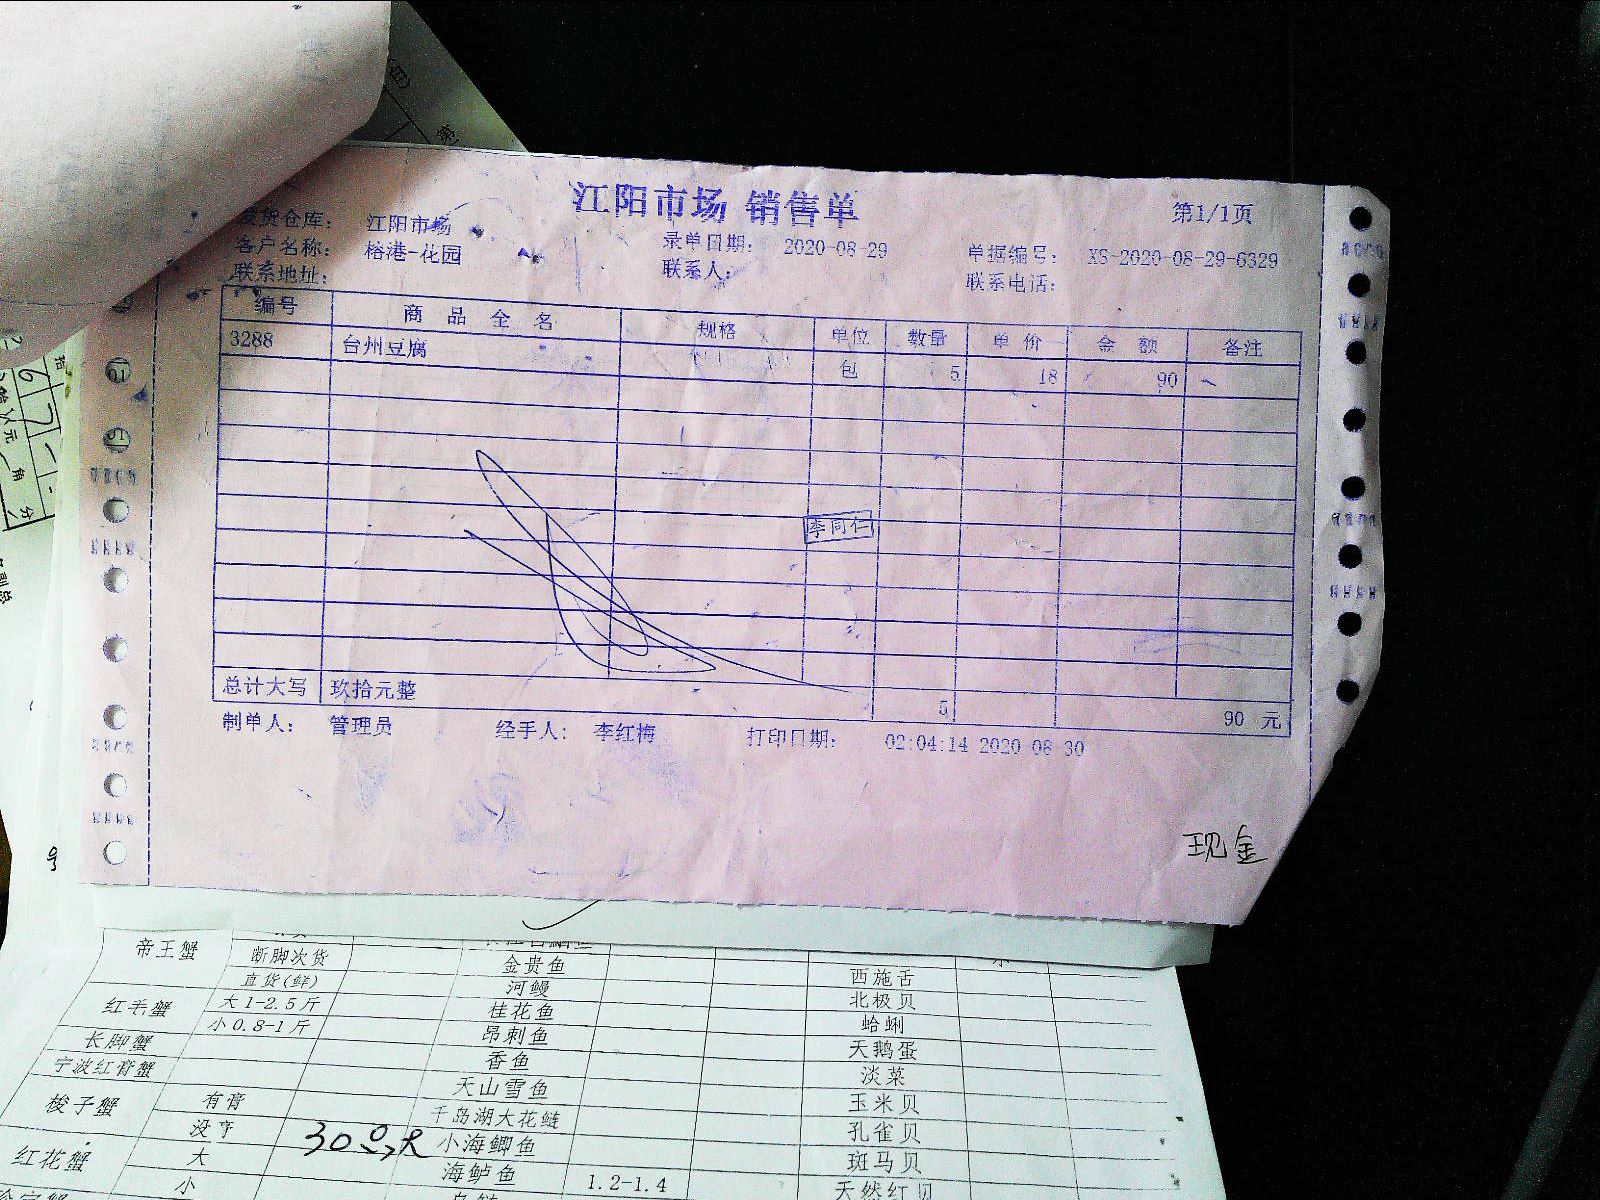 江阳市场 销售单
第1/1页
发货仓库: 江阳市场
客户名称: 榕港-花园 录单日期: 2020-08-29 单据编号: XS-2020-08-29-6329
联系地址: 联系人: 联系电话:
编号 商品全名 规格 单位 数量 单价 金额 备注
3288 台州豆腐 包 5 18 90
李同仁
总计大写 玖拾元整 5 90 元
制单人: 管理员 经手人: 李红梅 打印日期: 02:04:14 2020-08-30
现金
帝王蟹 断脚次货 金贵鱼 西施舌
直货(鲜) 河鳗 北极贝
红毛蟹 大1-2.5斤 桂花鱼 蛤蜊
小0.8-1斤 昂刺鱼 天鹅蛋
长脚蟹 香鱼 淡菜
宁波红膏蟹 天山雪鱼 玉米贝
梭子蟹 有膏 千岛湖大花鲢 孔雀贝
没亨 小海鲫鱼 斑马贝
红花蟹 大 海鲈鱼 1.2-1.4 天然红贝
小